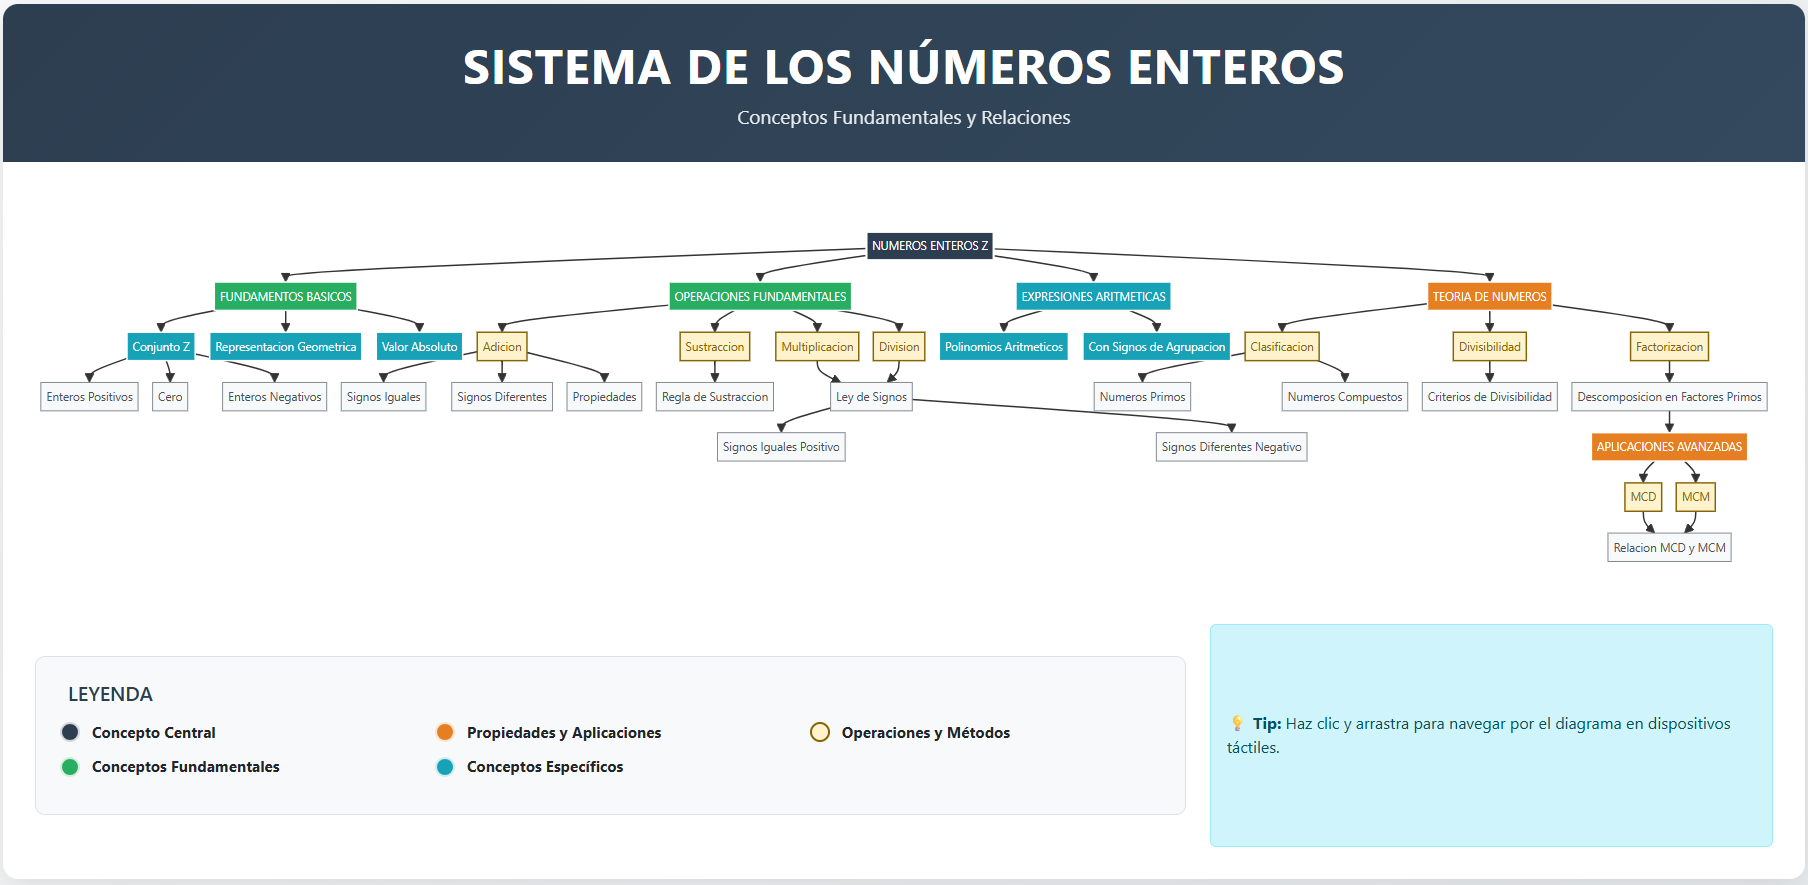 SISTEMA DE LOS NÚMEROS ENTEROS
Conceptos Fundamentales y Relaciones
NUMEROS ENTEROS Z
FUNDAMENTOS BASICOS
OPERACIONES FUNDAMENTALES
EXPRESIONES ARITMETICAS
TEORIA DE NUMEROS
Conjunto Z
Representacion Geometrica
Valor Absoluto
Adicion
Sustraccion
Multiplicacion
Division
Polinomios Aritmeticos
Con Signos de Agrupacion
Clasificacion
Divisibilidad
Factorizacion
Enteros Positivos
Cero
Enteros Negativos
Signos Iguales
Signos Diferentes
Propiedades
Regla de Sustraccion
Ley de Signos
Numeros Primos
Numeros Compuestos
Criterios de Divisibilidad
Descomposicion en Factores Primos
Signos Iguales Positivo
Signos Diferentes Negativo
APLICACIONES AVANZADAS
MCD
MCM
Relacion MCD y MCM
LEYENDA
Concepto Central
Propiedades y Aplicaciones
Operaciones y Métodos
Conceptos Fundamentales
Conceptos Específicos
Tip: Haz clic y arrastra para navegar por el diagrama en dispositivos
táctiles.